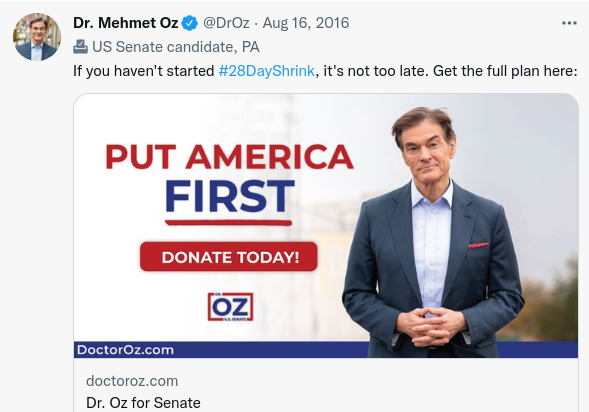 Dr. Mehmet Oz @DrOz · Aug 16, 2016
US Senate candidate, PA
If you haven't started #28DayShrink, it's not too late. Get the full plan here:
PUT AMERICA
FIRST
DONATE TODAY!
DR.
OZ
U.S. SENATE
DoctorOz.com
doctoroz.com
Dr. Oz for Senate